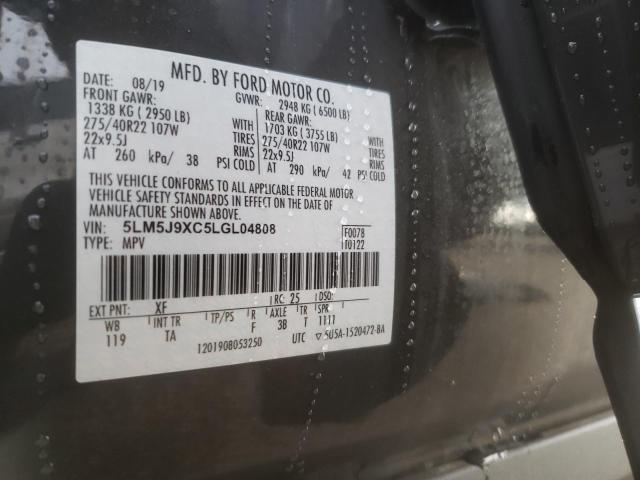 MFD. BY FORD MOTOR CO.
DATE: 08/19 GVWR: 2948 KG ( 6500 LB)
FRONT GAWR: REAR GAWR:
1338 KG ( 2950 LB) WITH 1703 KG ( 3755 LB) WITH
275/40R22 107W TIRES 275/40R22 107W TIRES
22x9.5J RIMS 22x9.5J RIMS
AT 260 kPa/ 38 PSI COLD AT 290 kPa/ 42 PSI COLD
THIS VEHICLE CONFORMS TO ALL APPLICABLE FEDERAL MOTOR
VEHICLE SAFETY STANDARDS IN EFFECT ON THE DATE OF
MANUFACTURE SHOWN ABOVE.
VIN: 5LM5J9XC5LGL04808 F0078
TYPE: MPV T0122
EXT PNT: XF RC: 25 DSO:
WB INT TR TP/PS R AXLE TR SPR
119 TA F 3B T 1111
1201908053250 UTC ▽ 5U5A-1520472-BA